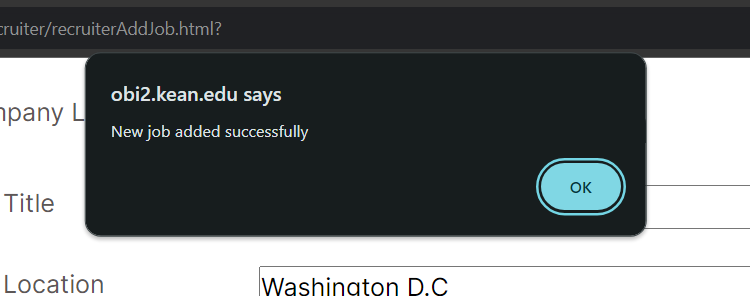 cruiter/recruiterAddJob.html?
obi2.kean.edu says
New job added successfully
OK
mpany L
Title
Location
Washington D.C